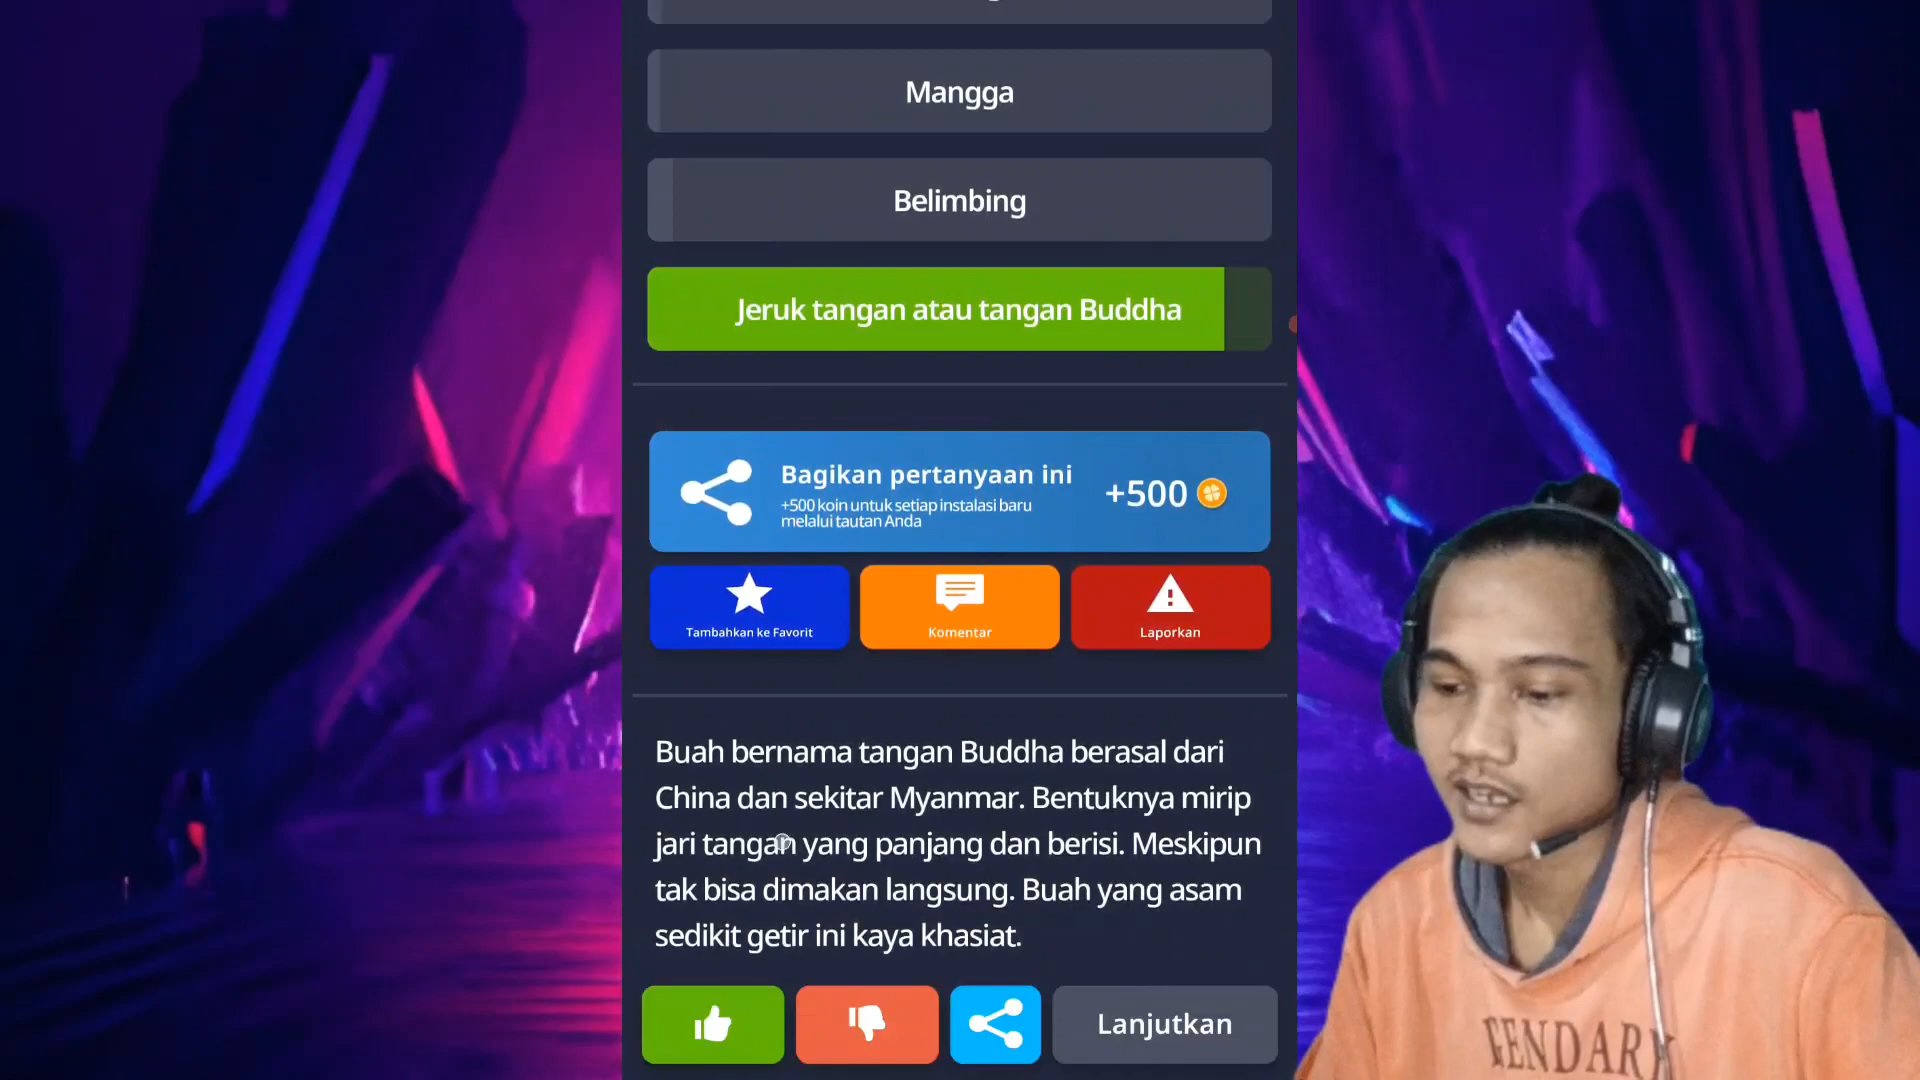 Mangga
Belimbing
Jeruk tangan atau tangan Buddha
Bagikan pertanyaan ini
+500 koin untuk setiap instalasi baru
melalui tautan Anda
+500
Tambahkan ke Favorit
Komentar
Laporkan
Buah bernama tangan Buddha berasal dari
China dan sekitar Myanmar. Bentuknya mirip
jari tangan yang panjang dan berisi. Meskipun
tak bisa dimakan langsung. Buah yang asam
sedikit getir ini kaya khasiat.
Lanjutkan